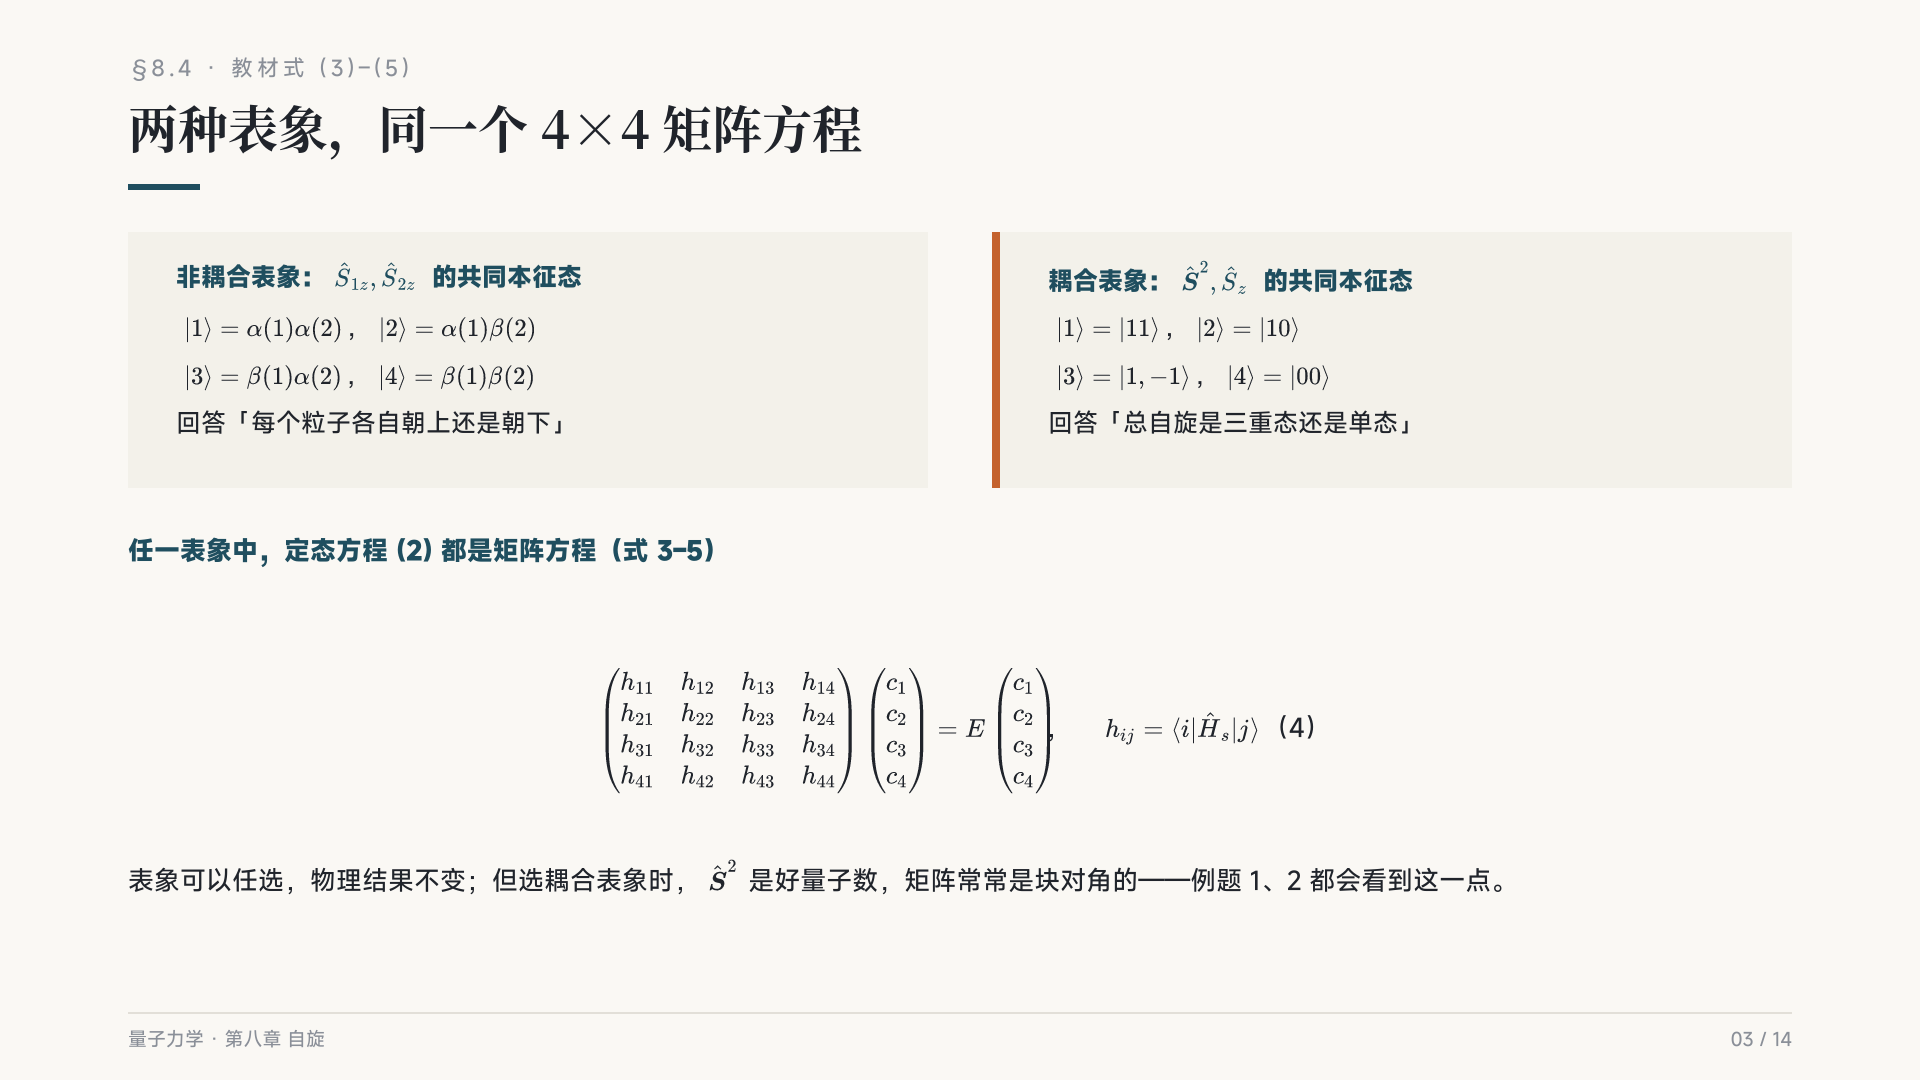 §8.4 · 教材式 (3)–(5)
两种表象，同一个 4×4 矩阵方程
非耦合表象： Ŝ₁z, Ŝ₂z 的共同本征态
|1⟩ = α(1)α(2)， |2⟩ = α(1)β(2)
|3⟩ = β(1)α(2)， |4⟩ = β(1)β(2)
回答「每个粒子各自朝上还是朝下」
耦合表象： Ŝ², Ŝz 的共同本征态
|1⟩ = |11⟩， |2⟩ = |10⟩
|3⟩ = |1, −1⟩， |4⟩ = |00⟩
回答「总自旋是三重态还是单态」
任一表象中，定态方程 (2) 都是矩阵方程（式 3–5）
h₁₁ h₁₂ h₁₃ h₁₄ c₁ c₁
h₂₁ h₂₂ h₂₃ h₂₄ c₂ c₂
= E , hᵢⱼ = ⟨i|Ĥₛ|j⟩ （4）
h₃₁ h₃₂ h₃₃ h₃₄ c₃ c₃
h₄₁ h₄₂ h₄₃ h₄₄ c₄ c₄
表象可以任选，物理结果不变；但选耦合表象时， Ŝ² 是好量子数，矩阵常常是块对角的——例题 1、2 都会看到这一点。
量子力学 · 第八章 自旋
03 / 14